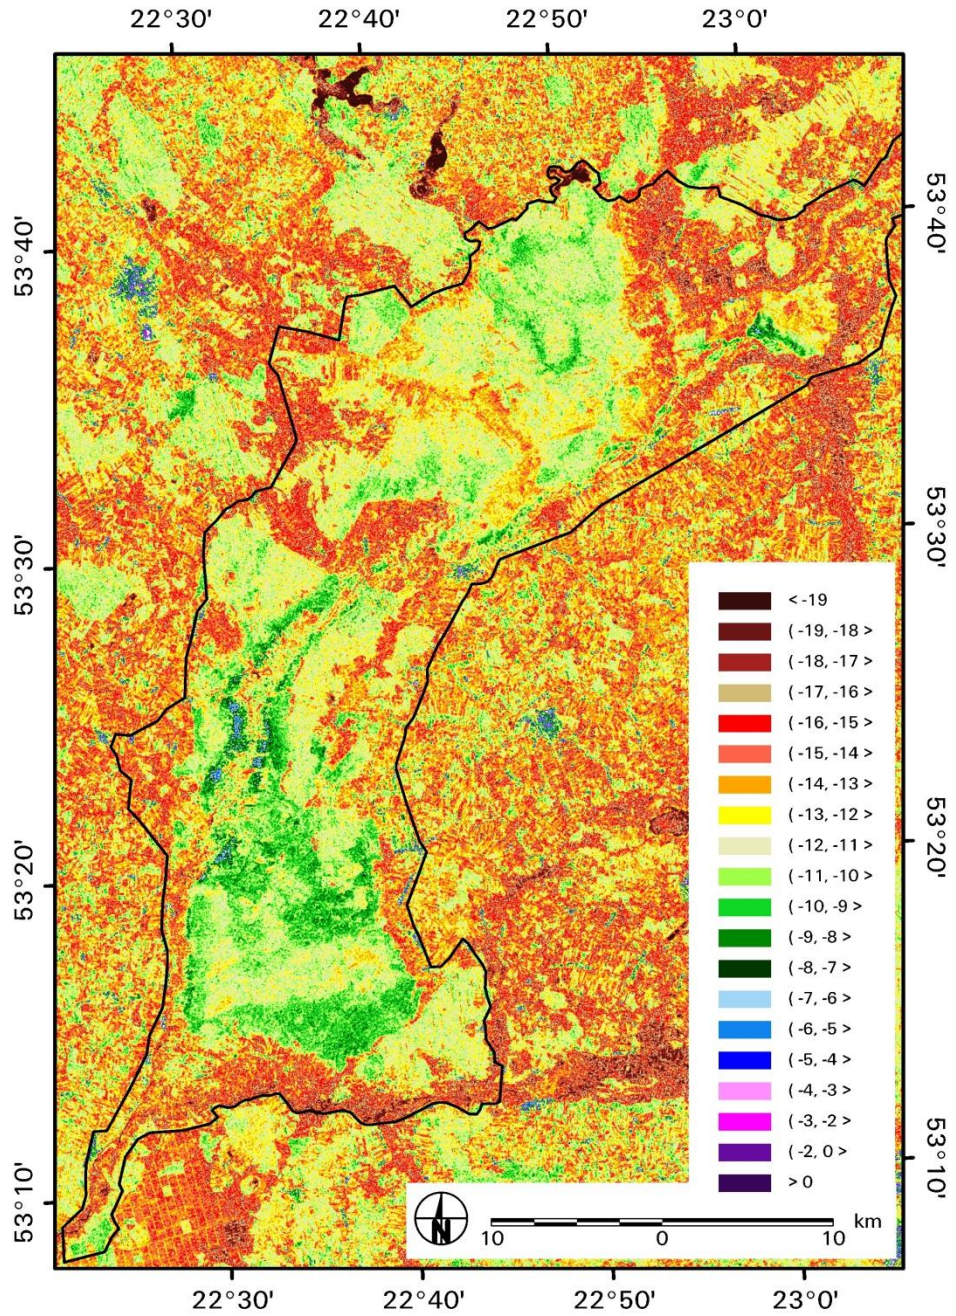 22°30' 22°40' 22°50' 23°0'
53°40'
53°40'
53°30'
53°30'
53°20'
53°20'
53°10'
53°10'
< -19
( -19, -18 >
( -18, -17 >
( -17, -16 >
( -16, -15 >
( -15, -14 >
( -14, -13 >
( -13, -12 >
( -12, -11 >
( -11, -10 >
( -10, -9 >
( -9, -8 >
( -8, -7 >
( -7, -6 >
( -6, -5 >
( -5, -4 >
( -4, -3 >
( -3, -2 >
( -2, 0 >
> 0
N
km
10 0 10
22°30' 22°40' 22°50' 23°0'